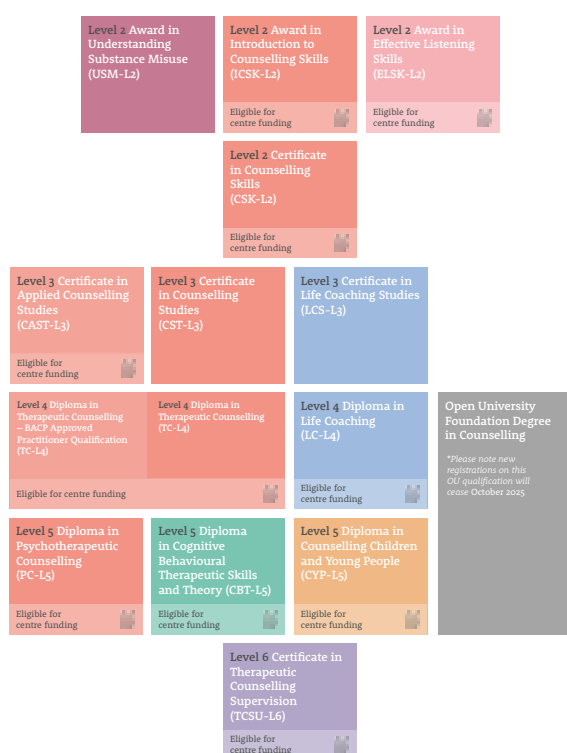 Level 2 Award in
Understanding
Substance Misuse
(USM-L2)
Level 2 Award in
Introduction to
Counselling Skills
(ICSK-L2)
Eligible for
centre funding
Level 2 Award in
Effective Listening
Skills
(ELSK-L2)
Eligible for
centre funding
Level 2 Certificate
in Counselling
Skills
(CSK-L2)
Eligible for
centre funding
Level 3 Certificate in
Applied Counselling
Studies
(CAST-L3)
Eligible for
centre funding
Level 3 Certificate
in Counselling
Studies
(CST-L3)
Level 3 Certificate in
Life Coaching Studies
(LCS-L3)
Level 4 Diploma in
Therapeutic Counselling
– BACP Approved
Practitioner Qualification
(TC-L4)
Level 4 Diploma in
Therapeutic Counselling
(TC-L4)
Eligible for centre funding
Level 4 Diploma in
Life Coaching
(LC-L4)
Eligible for
centre funding
Open University
Foundation Degree
in Counselling
*Please note new
registrations on this
OU qualification will
cease October 2025
Level 5 Diploma in
Psychotherapeutic
Counselling
(PC-L5)
Eligible for
centre funding
Level 5 Diploma
in Cognitive
Behavioural
Therapeutic Skills
and Theory (CBT-L5)
Eligible for
centre funding
Level 5 Diploma in
Counselling Children
and Young People
(CYP-L5)
Eligible for
centre funding
Level 6 Certificate in
Therapeutic
Counselling
Supervision
(TCSU-L6)
Eligible for
centre funding